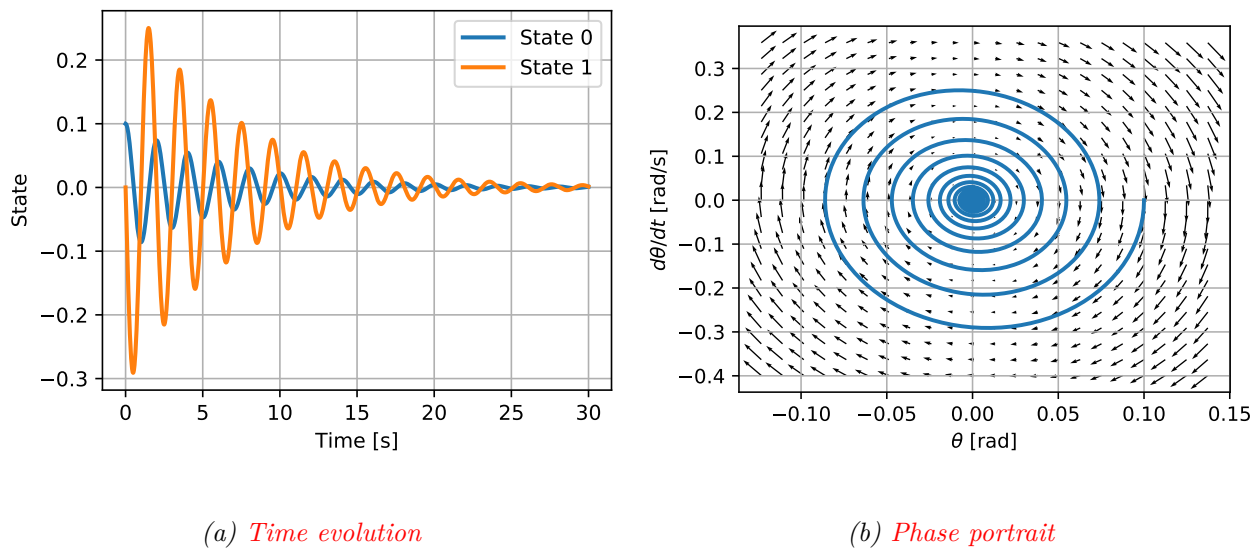 State 0
State 1
0.2
0.1
0.0
−0.1
−0.2
−0.3
State
0 5 10 15 20 25 30
Time [s]
0.3
0.2
0.1
0.0
−0.1
−0.2
−0.3
−0.4
dθ/dt [rad/s]
−0.10 −0.05 0.00 0.05 0.10 0.15
θ [rad]
(a) Time evolution
(b) Phase portrait